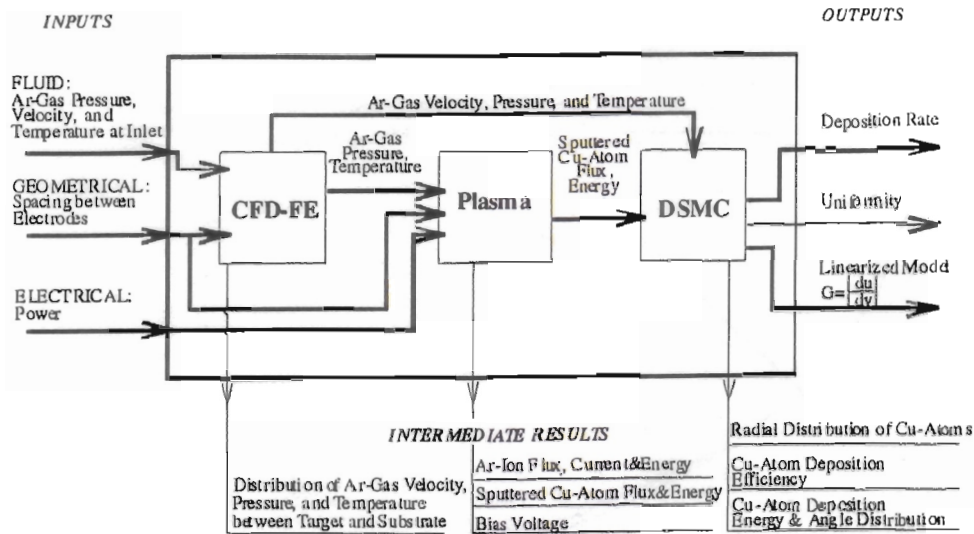 INPUTS
OUTPUTS
FLUID:
Ar-Gas Pressure,
Velocity, and
Temperature at Inlet
GEOMETRICAL:
Spacing between
Electrodes
ELECTRICAL:
Power
Ar-Gas Velocity, Pressure, and Temperature
Ar-Gas
Pressure,
Temperature
Sputtered
Cu-Atom
Flux,
Energy
CFD-FE
Plasma
DSMC
Deposition Rate
Uniformity
Linearized Model
G=|du
dy|
INTERMEDIATE RESULTS
Distribution of Ar-Gas Velocity,
Pressure, and Temperature
between Target and Substrate
Ar-Ion Flux, Current&Energy
Sputtered Cu-Atom Flux&Energy
Bias Voltage
Radial Distribution of Cu-Atoms
Cu-Atom Deposition
Efficiency
Cu-Atom Deposition
Energy & Angle Distribution